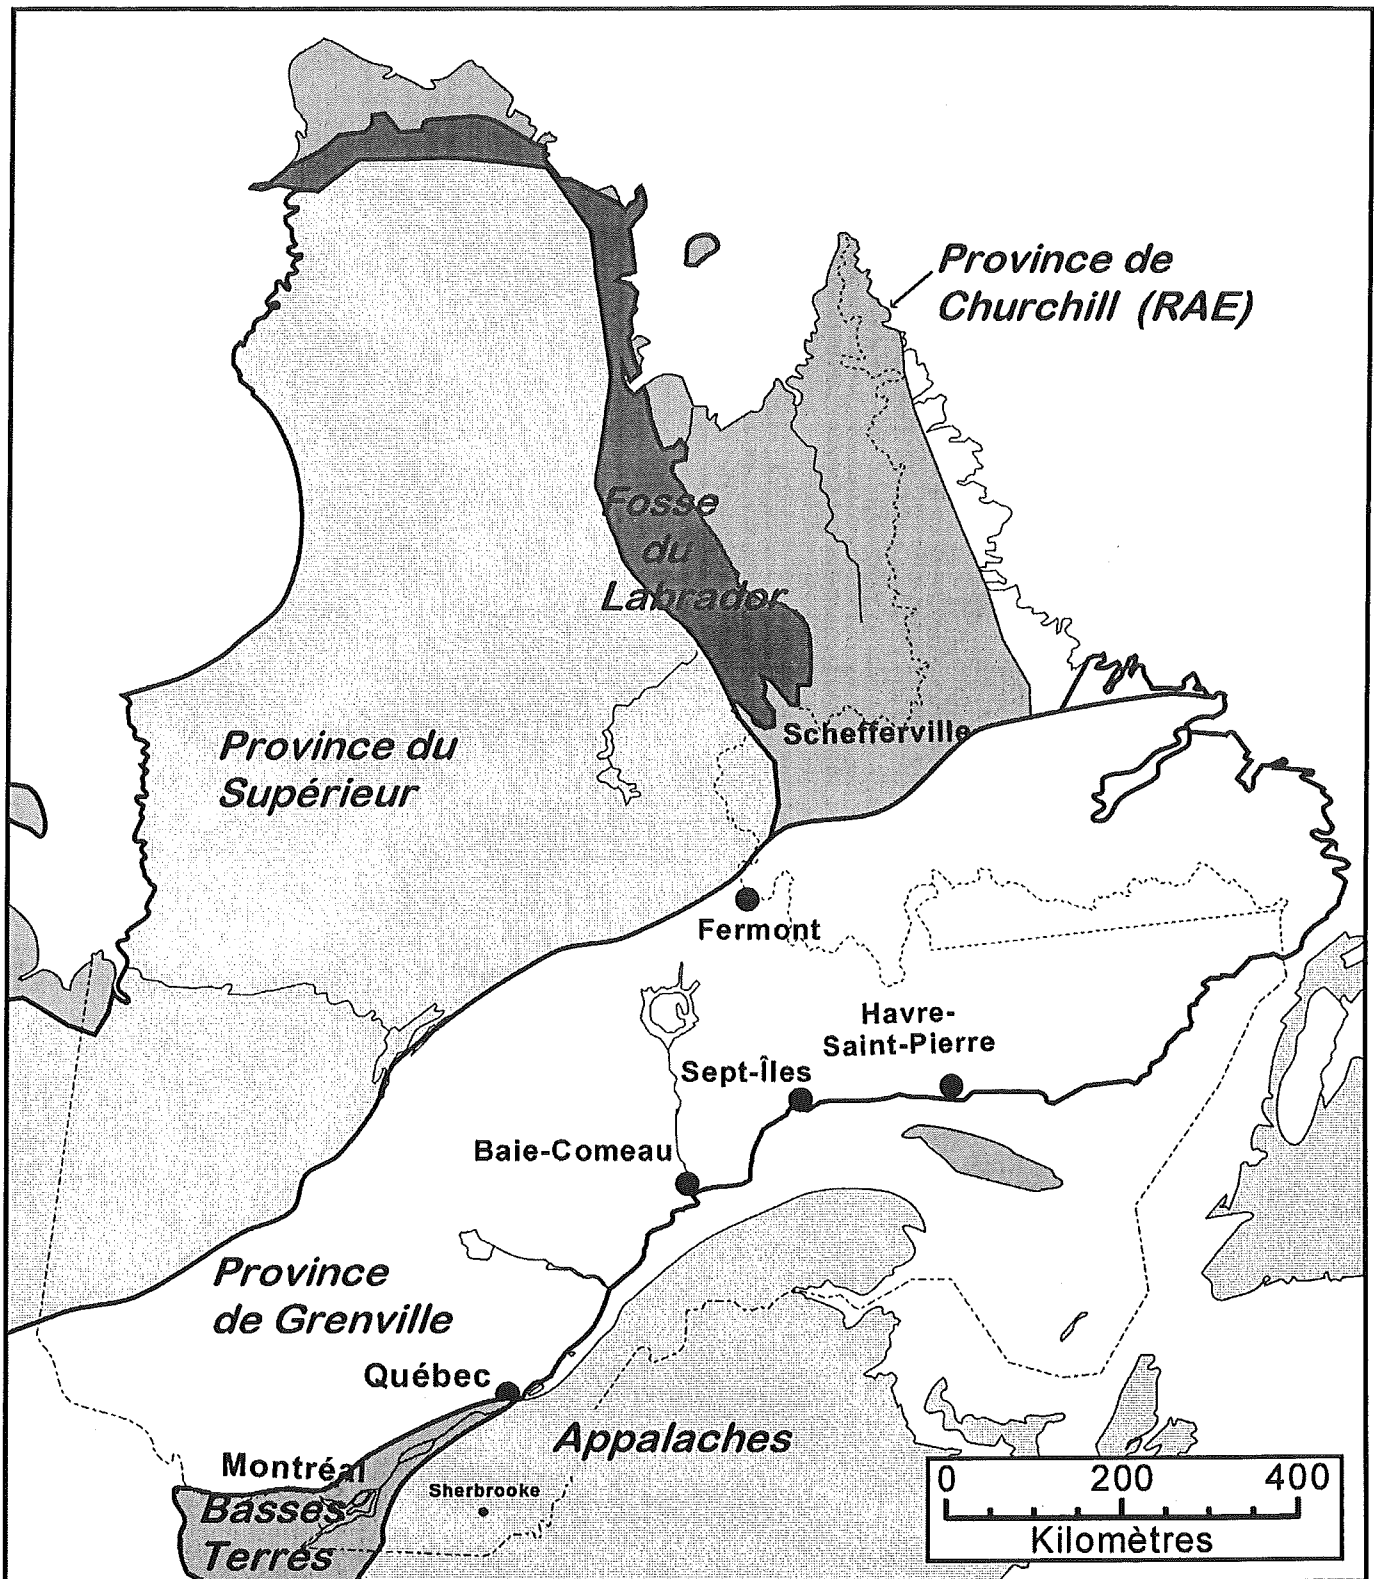 Province de
Churchill (RAE)
Fosse
du
Labrador
Province du
Supérieur
Schefferville
Fermont
Havre-
Saint-Pierre
Sept-Îles
Baie-Comeau
Province
de Grenville
Québec
Appalaches
Montréal
Sherbrooke
Basses
Terres
0 200 400
Kilomètres